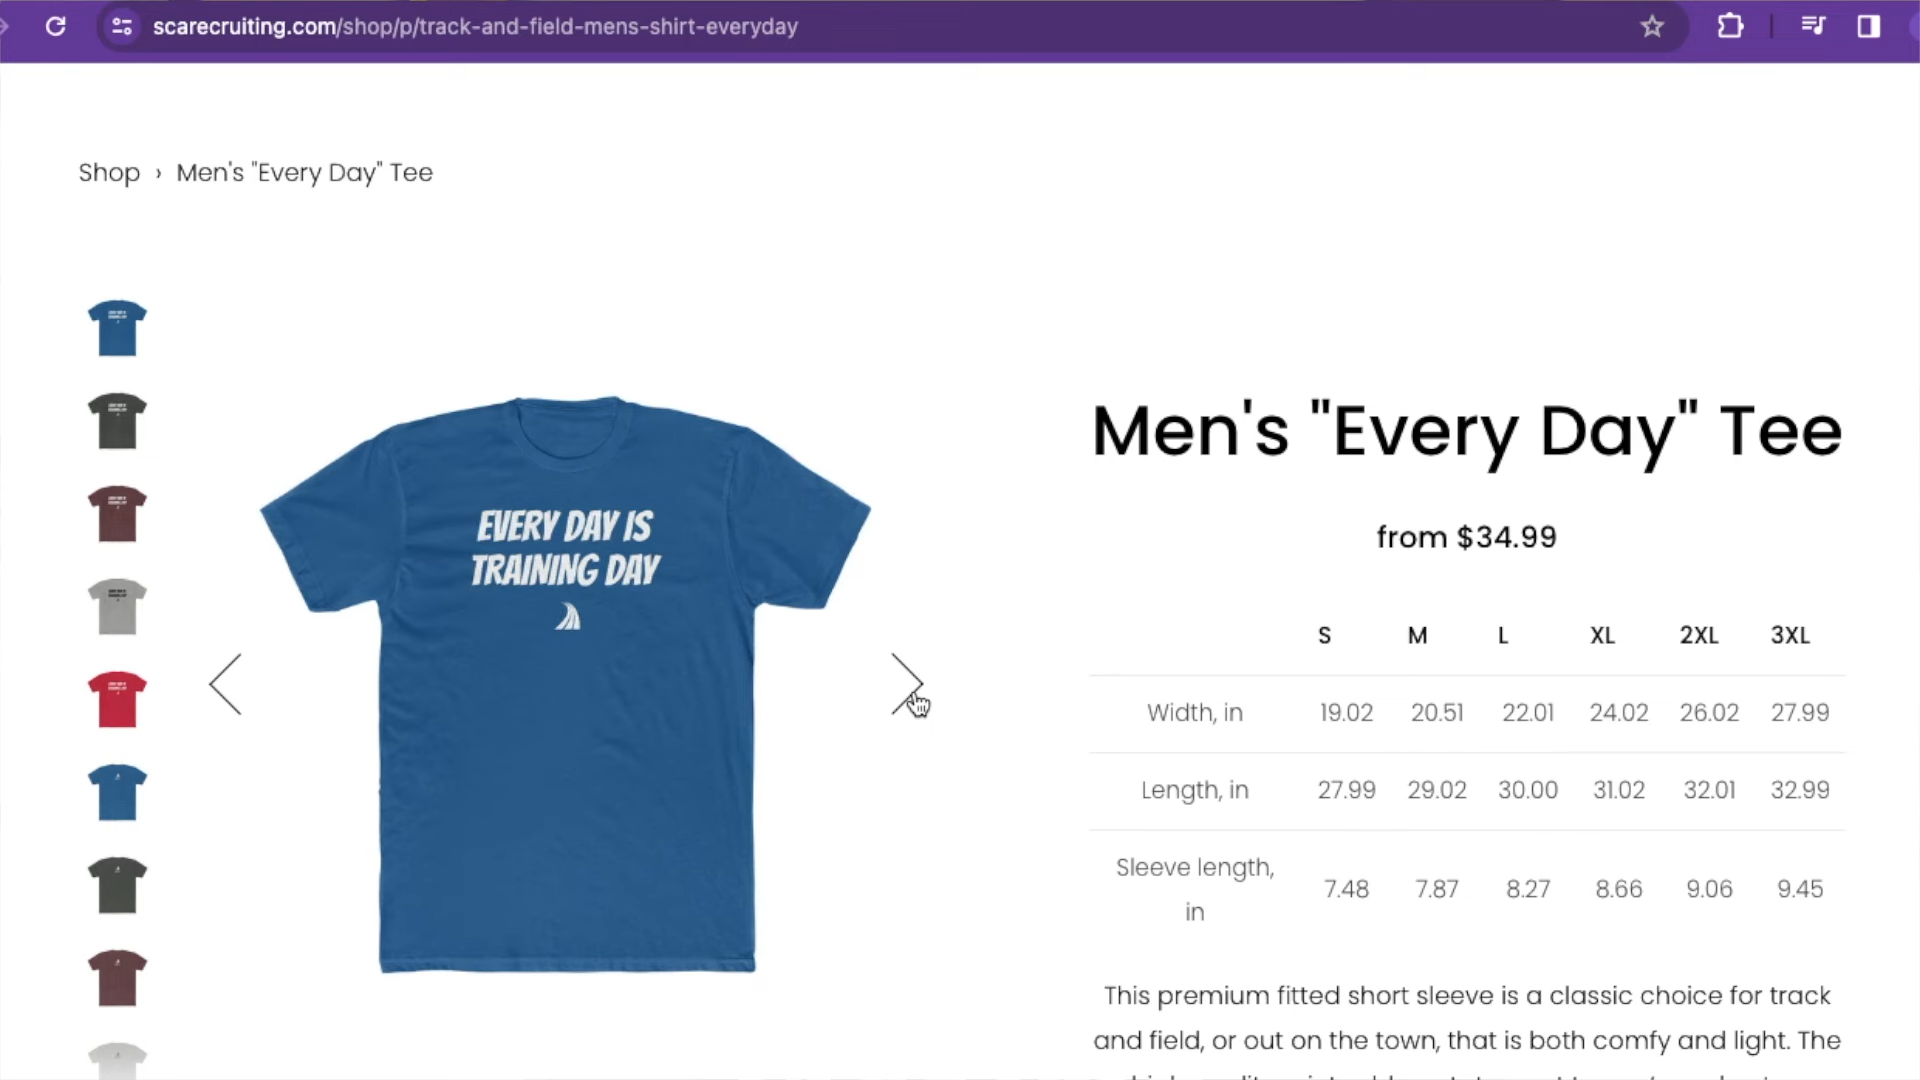 scarecruiting.com/shop/p/track-and-field-mens-shirt-everyday
Shop › Men's "Every Day" Tee
EVERY DAY IS
TRAINING DAY
Men's "Every Day" Tee
from $34.99
S M L XL 2XL 3XL
Width, in 19.02 20.51 22.01 24.02 26.02 27.99
Length, in 27.99 29.02 30.00 31.02 32.01 32.99
Sleeve length,
in 7.48 7.87 8.27 8.66 9.06 9.45
This premium fitted short sleeve is a classic choice for track
and field, or out on the town, that is both comfy and light. The